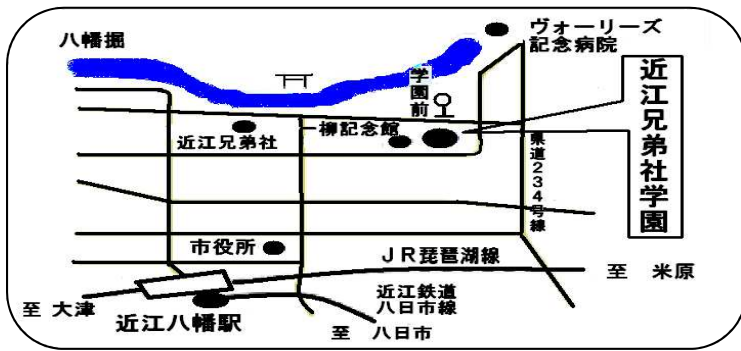 八幡掘
ヴォーリーズ
記念病院
学園前
近江兄弟社学園
近江兄弟社
柳記念館
県道234号線
市役所
JR琵琶湖線
至 米原
至 大津
近江鉄道
八日市線
近江八幡駅
至 八日市